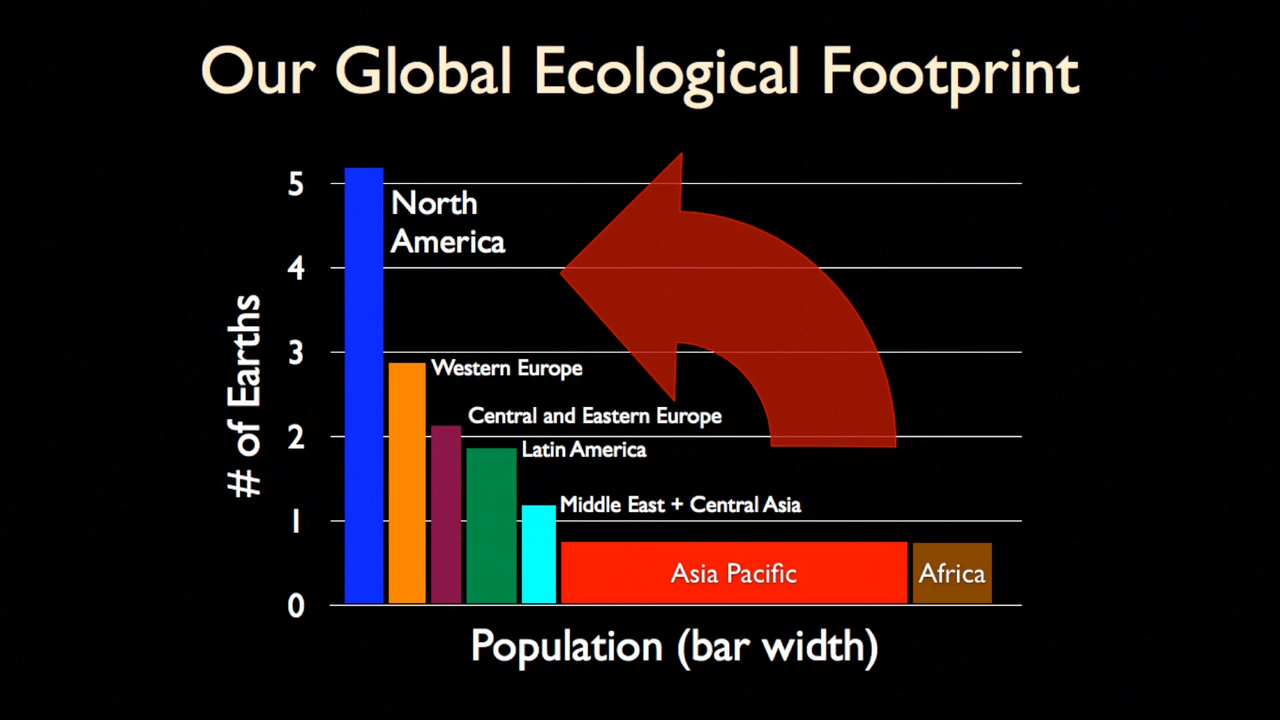 Our Global Ecological Footprint
5
North
America
4
3
Western Europe
Central and Eastern Europe
2
Latin America
Middle East + Central Asia
1
Asia Pacific
Africa
0
# of Earths
Population (bar width)